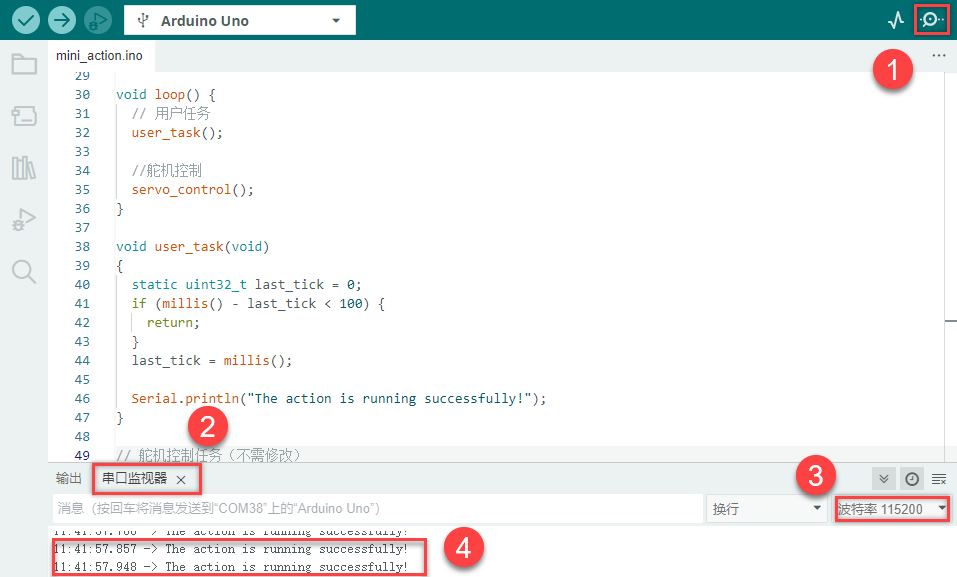 Arduino Uno
1
mini_action.ino
29
30 void loop() {
31 // 用户任务
32 user_task();
33
34 //舵机控制
35 servo_control();
36 }
37
38 void user_task(void)
39 {
40 static uint32_t last_tick = 0;
41 if (millis() - last_tick < 100) {
42 return;
43 }
44 last_tick = millis();
45
46 Serial.println("The action is running successfully!");
47 }
48
49 // 舵机控制任务（不需修改）
2
3
输出 串口监视器 ×
消息（按回车将消息发送到“COM38”上的“Arduino Uno”）
换行
波特率 115200
The action is running successfully!
11:41:57.857 -> The action is running successfully!
11:41:57.948 -> The action is running successfully!
4